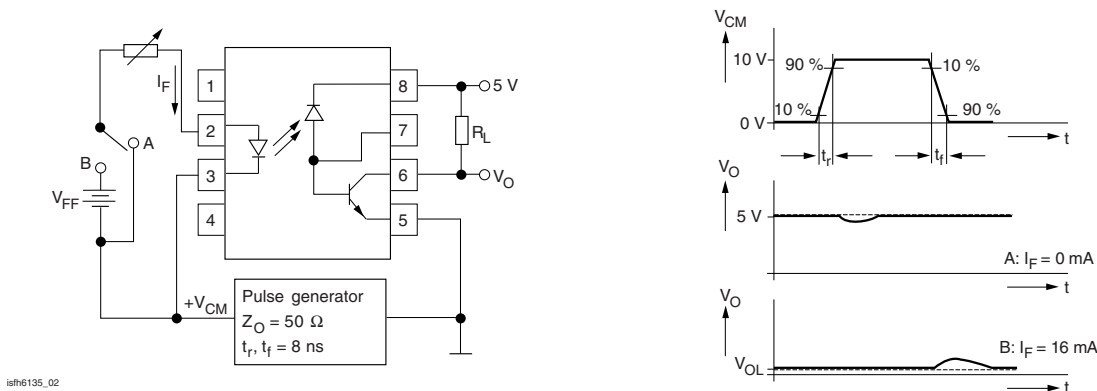 I_F
1
2
3
4
8
7
6
5
5 V
R_L
V_O
A
B
V_FF
+V_CM
Pulse generator
Z_O = 50 Ω
t_r, t_f = 8 ns
isfh6135_02
V_CM
10 V
90 %
10 %
10 %
90 %
0 V
t
t_r
t_f
V_O
5 V
A: I_F = 0 mA
t
V_O
B: I_F = 16 mA
V_OL
t